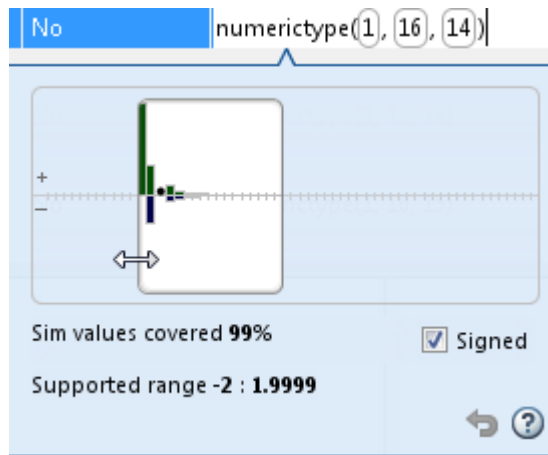 No numerictype(1, 16, 14)
+
−
Sim values covered 99%
Signed
Supported range -2 : 1.9999
?